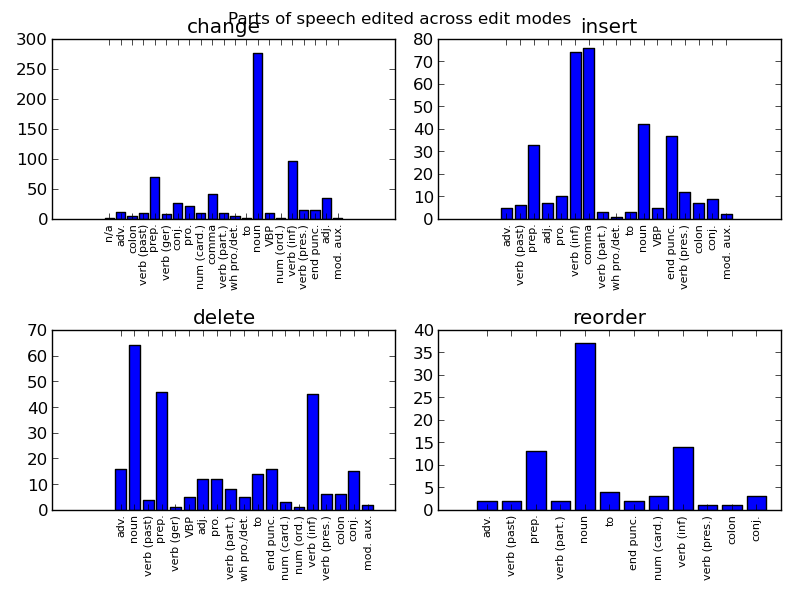 Parts of speech edited across edit modes
change
300
250
200
150
100
50
0
n/a
adv.
colon
verb (past)
prep.
verb (ger)
conj.
pro.
num (card.)
comma
verb (part.)
wh pro./det.
to
noun
VBP
num (ord.)
verb (inf)
verb (pres.)
end punc.
adj.
mod. aux.
insert
80
70
60
50
40
30
20
10
0
adv.
verb (past)
prep.
adj.
pro.
verb (inf)
comma
verb (part.)
wh pro./det.
to
noun
VBP
end punc.
verb (pres.)
colon
conj.
mod. aux.
delete
70
60
50
40
30
20
10
0
adv.
noun
verb (past)
prep.
verb (ger)
VBP
adj.
pro.
verb (part.)
wh pro./det.
to
end punc.
num (card.)
num (ord.)
verb (inf)
verb (pres.)
colon
conj.
mod. aux.
reorder
40
35
30
25
20
15
10
5
0
adv.
verb (past)
prep.
verb (part.)
noun
to
end punc.
num (card.)
verb (inf)
verb (pres.)
colon
conj.